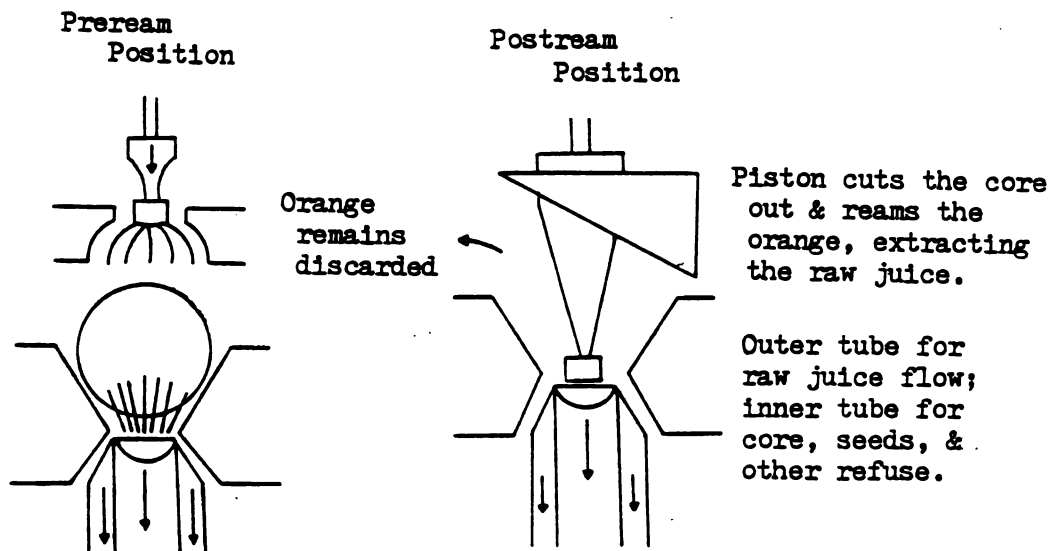 Preream
Position
Postream
Position
Orange
remains
discarded
Piston cuts the core
out & reams the
orange, extracting
the raw juice.
Outer tube for
raw juice flow;
inner tube for
core, seeds, &
other refuse.